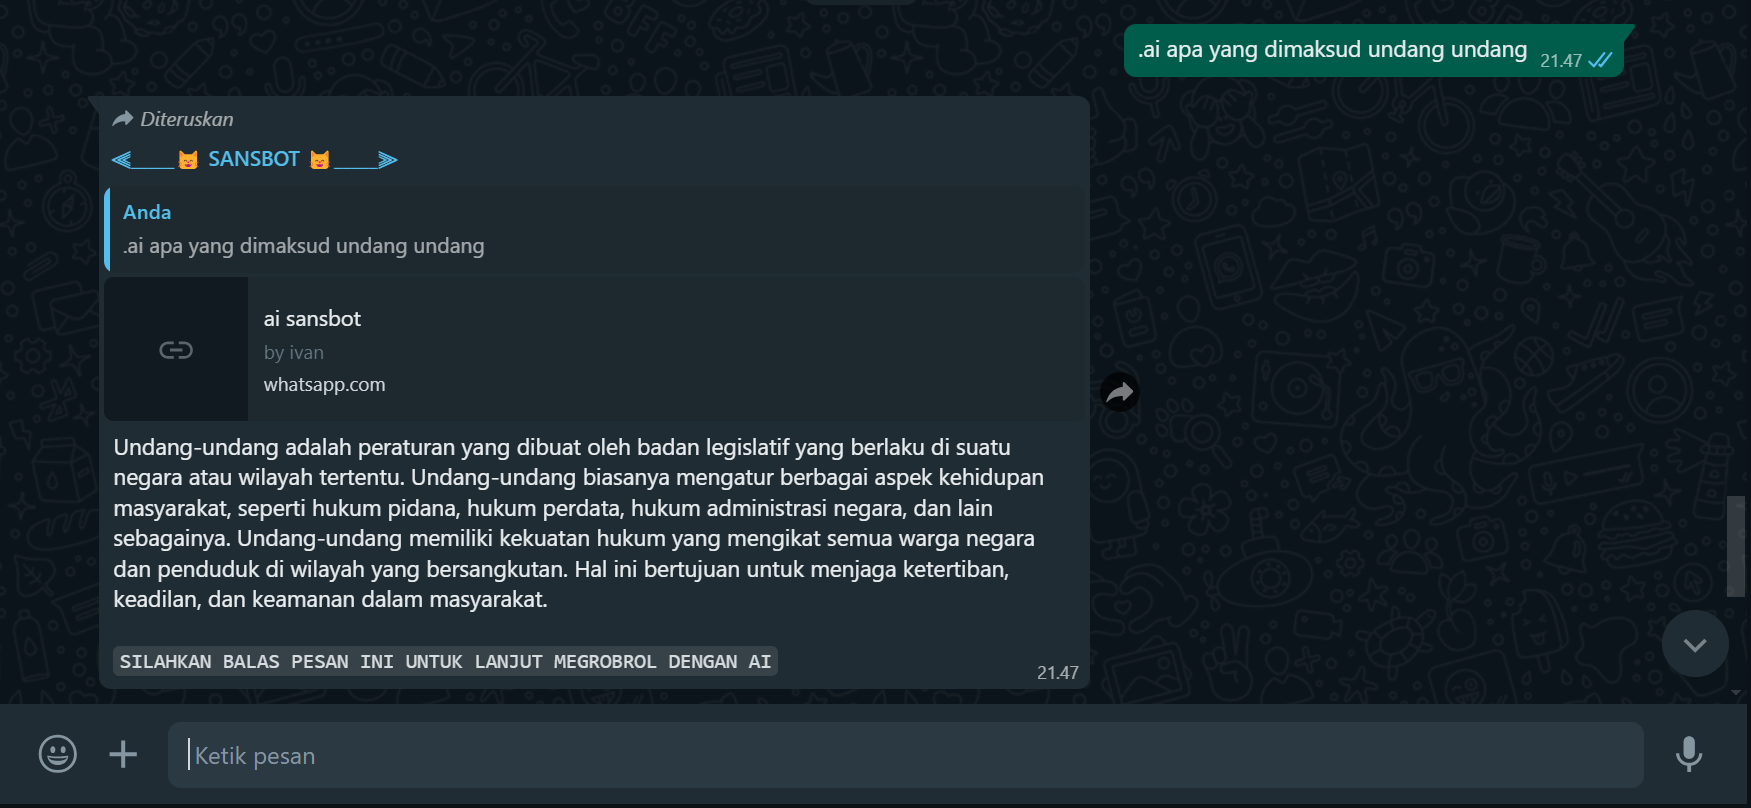 .ai apa yang dimaksud undang undang
21.47
Diteruskan
SANSBOT
Anda
.ai apa yang dimaksud undang undang
ai sansbot
by ivan
whatsapp.com
Undang-undang adalah peraturan yang dibuat oleh badan legislatif yang berlaku di suatu
negara atau wilayah tertentu. Undang-undang biasanya mengatur berbagai aspek kehidupan
masyarakat, seperti hukum pidana, hukum perdata, hukum administrasi negara, dan lain
sebagainya. Undang-undang memiliki kekuatan hukum yang mengikat semua warga negara
dan penduduk di wilayah yang bersangkutan. Hal ini bertujuan untuk menjaga ketertiban,
keadilan, dan keamanan dalam masyarakat.
SILAHKAN BALAS PESAN INI UNTUK LANJUT MEGROBROL DENGAN AI
21.47
Ketik pesan